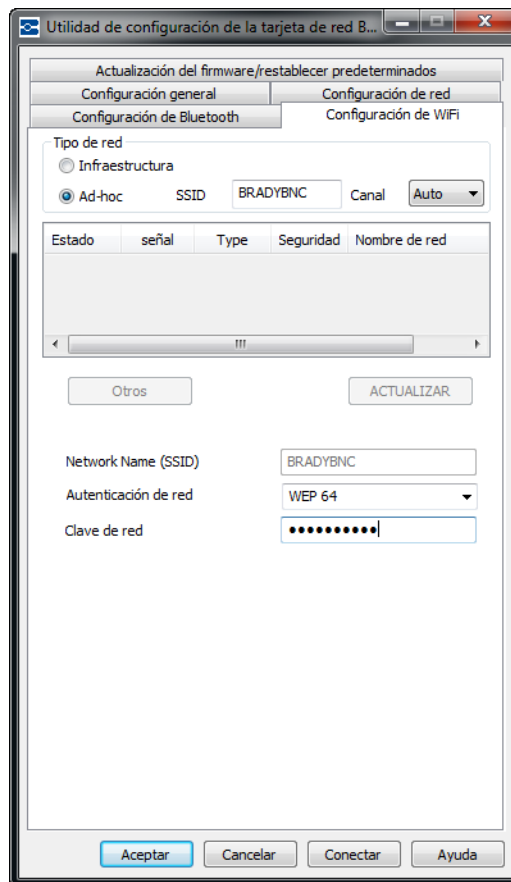 Utilidad de configuración de la tarjeta de red B...
Actualización del firmware/restablecer predeterminados
Configuración general Configuración de red
Configuración de Bluetooth Configuración de WiFi
Tipo de red
Infraestructura
Ad-hoc SSID BRADYBNC Canal Auto
Estado señal Type Seguridad Nombre de red
Otros ACTUALIZAR
Network Name (SSID) BRADYBNC
Autenticación de red WEP 64
Clave de red ●●●●●●●●●●
Aceptar Cancelar Conectar Ayuda